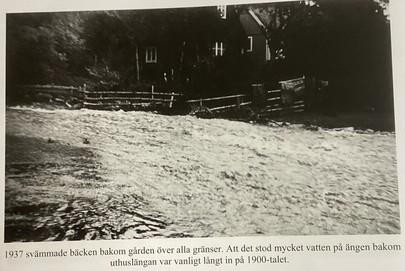 1937 svämmade bäcken bakom gården över alla gränser. Att det stod mycket vatten på ängen bakom
uthuslängan var vanligt långt in på 1900-talet.